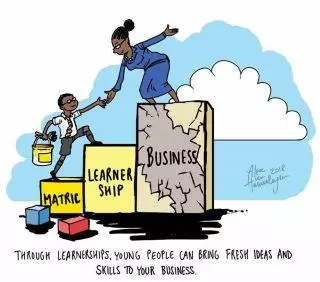 MATRIC
LEARNER
SHIP
BUSINESS
2018
THROUGH LEARNERSHIPS, YOUNG PEOPLE CAN BRING FRESH IDEAS AND
SKILLS TO YOUR BUSINESS.